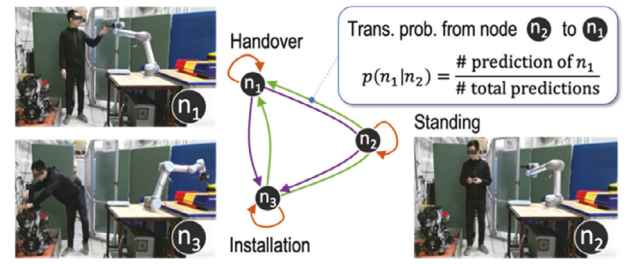 Handover
Trans. prob. from node n₂ to n₁
p(n₁|n₂) = # prediction of n₁ / # total predictions
n₁
n₁
n₂
Standing
n₃
n₃
Installation
n₂